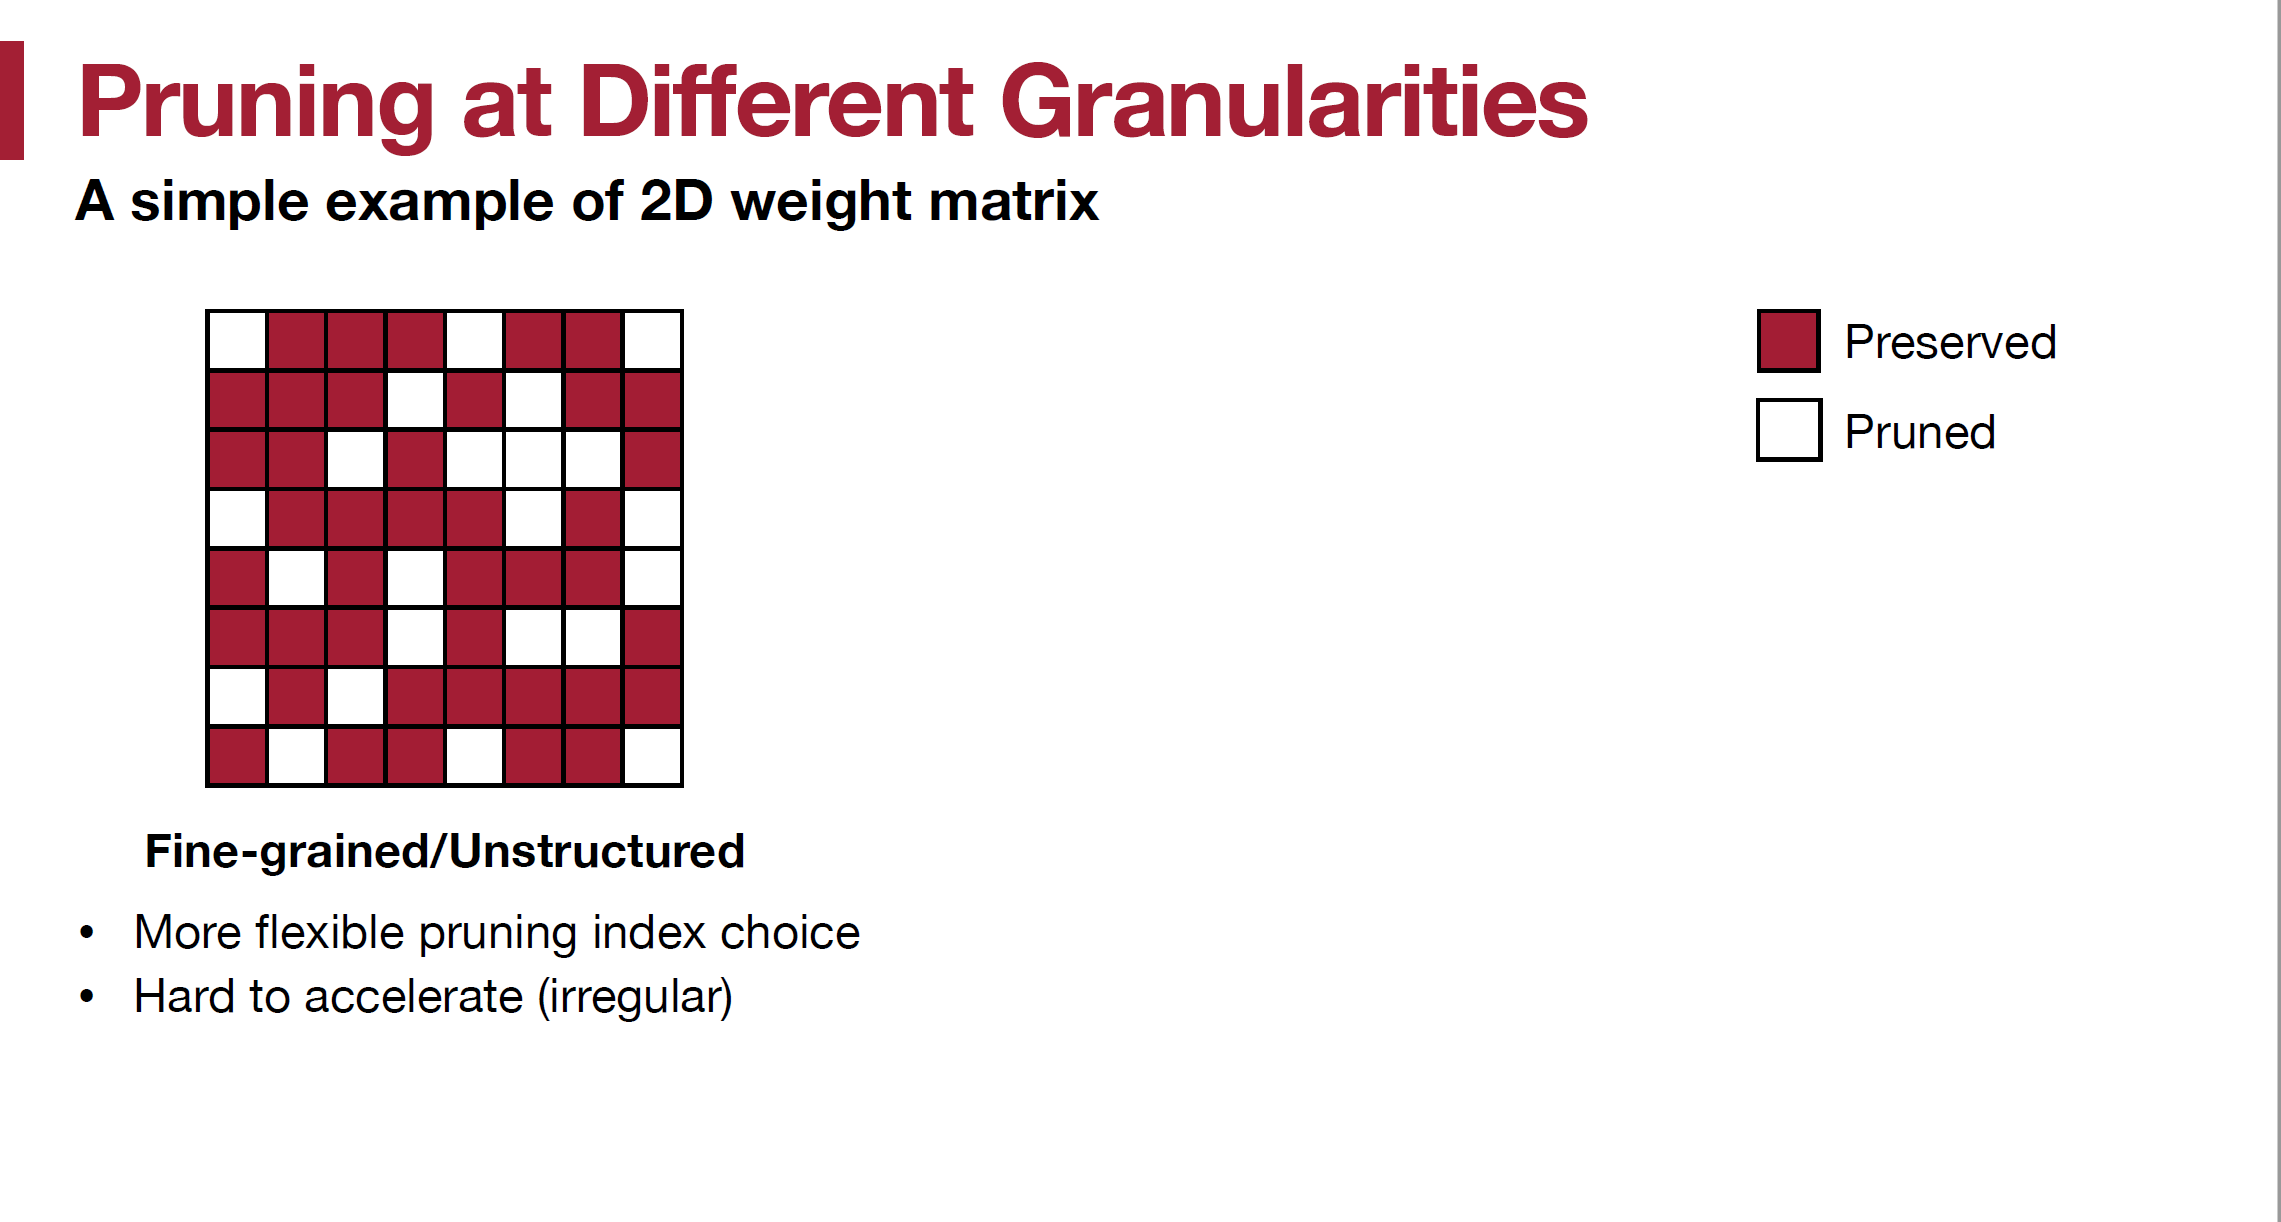 Pruning at Different Granularities
A simple example of 2D weight matrix
Preserved
Pruned
Fine-grained/Unstructured
• More flexible pruning index choice
• Hard to accelerate (irregular)